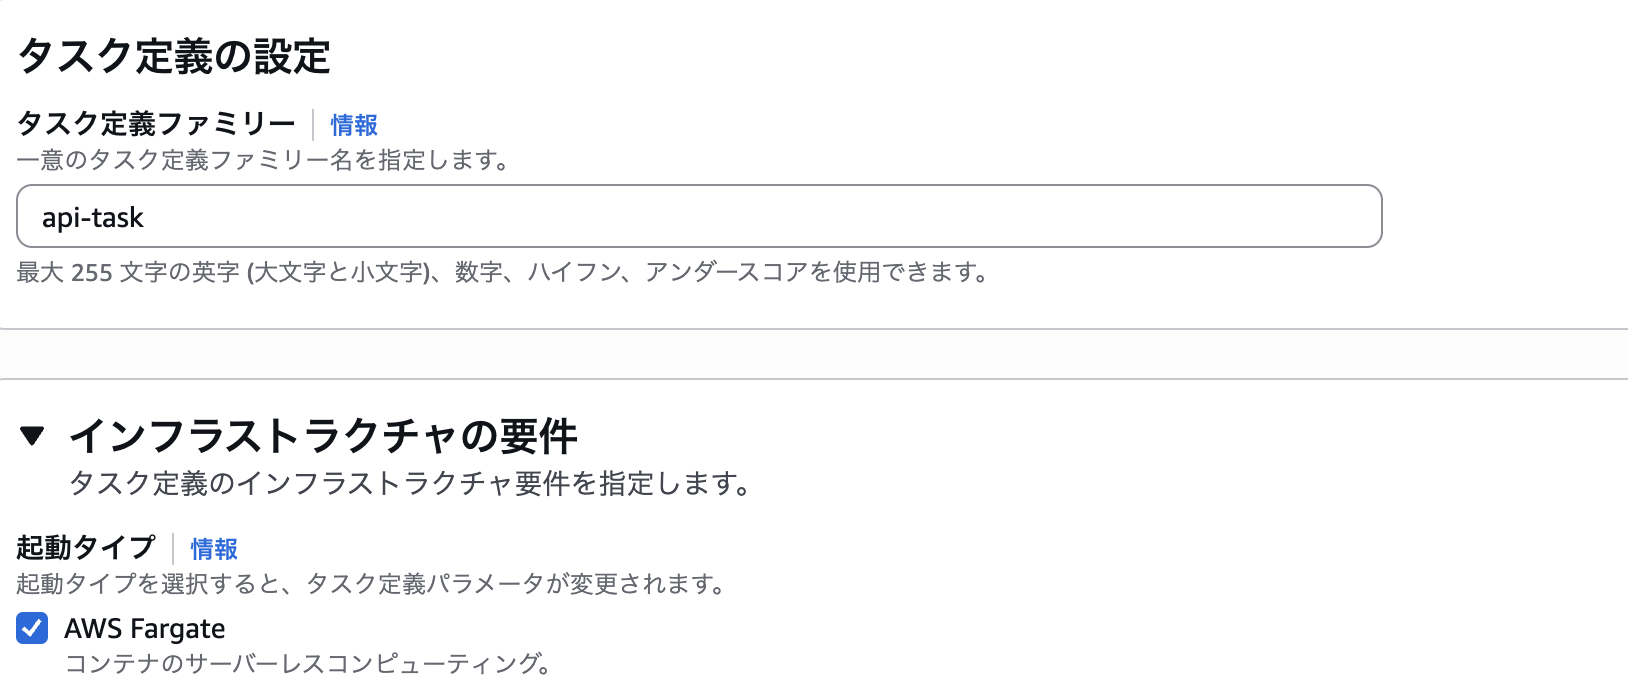 タスク定義の設定
タスク定義ファミリー 情報
一意のタスク定義ファミリー名を指定します。
api-task
最大 255 文字の英字 (大文字と小文字)、数字、ハイフン、アンダースコアを使用できます。
▼ インフラストラクチャの要件
タスク定義のインフラストラクチャ要件を指定します。
起動タイプ 情報
起動タイプを選択すると、タスク定義パラメータが変更されます。
AWS Fargate
コンテナのサーバーレスコンピューティング。